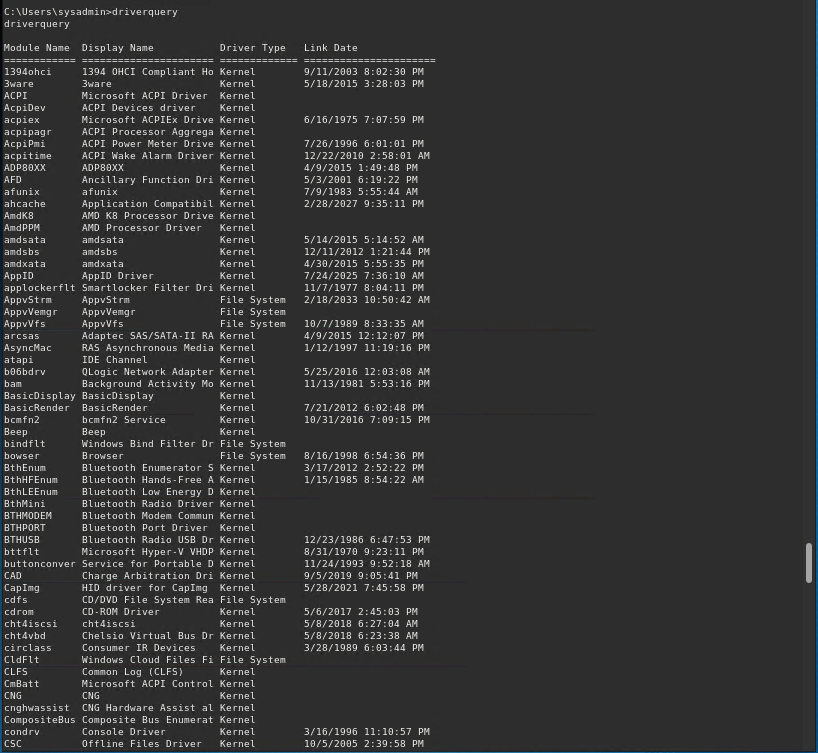 C:\Users\sysadmin>driverquery
driverquery
Module Name  Display Name           Driver Type   Link Date
============ ====================== ============= ======================
1394ohci     1394 OHCI Compliant Ho Kernel        9/11/2003 8:02:30 PM
3ware        3ware                  Kernel        5/18/2015 3:28:03 PM
ACPI         Microsoft ACPI Driver  Kernel
AcpiDev      ACPI Devices driver    Kernel
acpiex       Microsoft ACPIEx Drive Kernel        6/16/1975 7:07:59 PM
acpipagr     ACPI Processor Aggrega Kernel
AcpiPmi      ACPI Power Meter Drive Kernel        7/26/1996 6:01:01 PM
acpitime     ACPI Wake Alarm Driver Kernel        12/22/2010 2:58:01 AM
ADP80XX      ADP80XX                Kernel        4/9/2015 1:49:48 PM
AFD          Ancillary Function Dri Kernel        5/3/2001 6:19:22 PM
afunix       afunix                 Kernel        7/9/1983 5:55:44 AM
ahcache      Application Compatibil Kernel        2/28/2027 9:35:11 PM
AmdK8        AMD K8 Processor Drive Kernel
AmdPPM       AMD Processor Driver   Kernel
amdsata      amdsata                Kernel        5/14/2015 5:14:52 AM
amdsbs       amdsbs                 Kernel        12/11/2012 1:21:44 PM
amdxata      amdxata                Kernel        4/30/2015 5:55:35 PM
AppID        AppID Driver           Kernel        7/24/2025 7:36:10 AM
applockerflt Smartlocker Filter Dri Kernel        11/7/1977 8:04:11 PM
AppvStrm     AppvStrm               File System   2/18/2033 10:50:42 AM
AppvVemgr    AppvVemgr              File System
AppvVfs      AppvVfs                File System   10/7/1989 8:33:35 AM
arcsas       Adaptec SAS/SATA-II RA Kernel        4/9/2015 12:12:07 PM
AsyncMac     RAS Asynchronous Media Kernel        1/12/1997 11:19:16 PM
atapi        IDE Channel            Kernel
b06bdrv      QLogic Network Adapter Kernel        5/25/2016 12:03:08 AM
bam          Background Activity Mo Kernel        11/13/1981 5:53:16 PM
BasicDisplay BasicDisplay           Kernel
BasicRender  BasicRender            Kernel        7/21/2012 6:02:48 PM
bcmfn2       bcmfn2 Service         Kernel        10/31/2016 7:09:15 PM
Beep         Beep                   Kernel
bindflt      Windows Bind Filter Dr File System
bowser       Browser                File System   8/16/1998 6:54:36 PM
BthEnum      Bluetooth Enumerator S Kernel        3/17/2012 2:52:22 PM
BthHFEnum    Bluetooth Hands-Free A Kernel        1/15/1985 8:54:22 AM
BthLEEnum    Bluetooth Low Energy D Kernel
BthMini      Bluetooth Radio Driver Kernel
BTHMODEM     Bluetooth Modem Commun Kernel
BTHPORT      Bluetooth Port Driver  Kernel
BTHUSB       Bluetooth Radio USB Dr Kernel        12/23/1986 6:47:53 PM
bttflt       Microsoft Hyper-V VHDP Kernel        8/31/1970 9:23:11 PM
buttonconver Service for Portable D Kernel        11/24/1993 9:52:18 AM
CAD          Charge Arbitration Dri Kernel        9/5/2019 9:05:41 PM
CapImg       HID driver for CapImg  Kernel        5/28/2021 7:45:58 PM
cdfs         CD/DVD File System Rea File System
cdrom        CD-ROM Driver          Kernel        5/6/2017 2:45:03 PM
cht4iscsi    cht4iscsi              Kernel        5/8/2018 6:27:04 AM
cht4vbd      Chelsio Virtual Bus Dr Kernel        5/8/2018 6:23:38 AM
circlass     Consumer IR Devices    Kernel        3/28/1989 6:03:44 PM
CldFlt       Windows Cloud Files Fi File System
CLFS         Common Log (CLFS)      Kernel
CmBatt       Microsoft ACPI Control Kernel
CNG          CNG                    Kernel
cnghwassist  CNG Hardware Assist al Kernel
CompositeBus Composite Bus Enumerat Kernel
condrv       Console Driver         Kernel        3/16/1996 11:10:57 PM
CSC          Offline Files Driver   Kernel        10/5/2005 2:39:58 PM